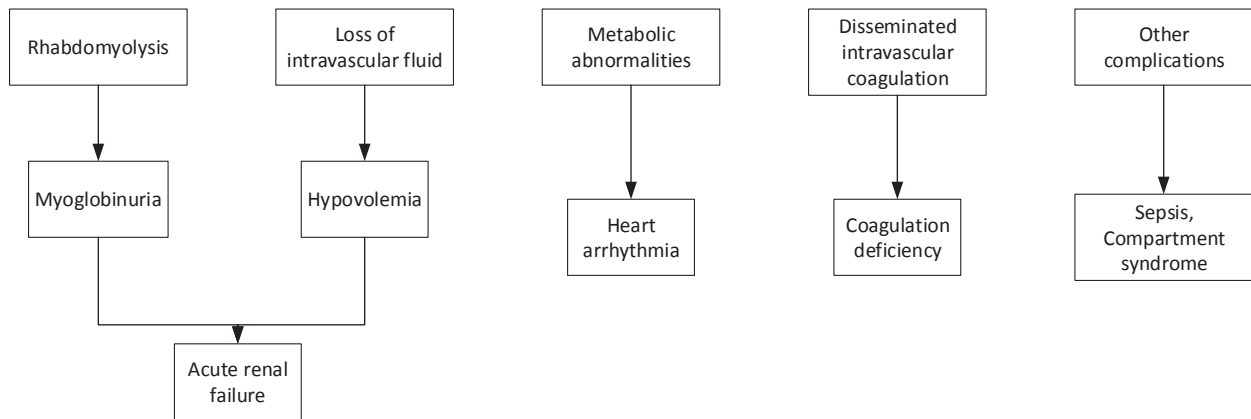 Rhabdomyolysis
Loss of
intravascular fluid
Metabolic
abnormalities
Disseminated
intravascular
coagulation
Other
complications
Myoglobinuria
Hypovolemia
Heart
arrhythmia
Coagulation
deficiency
Sepsis,
Compartment
syndrome
Acute renal
failure